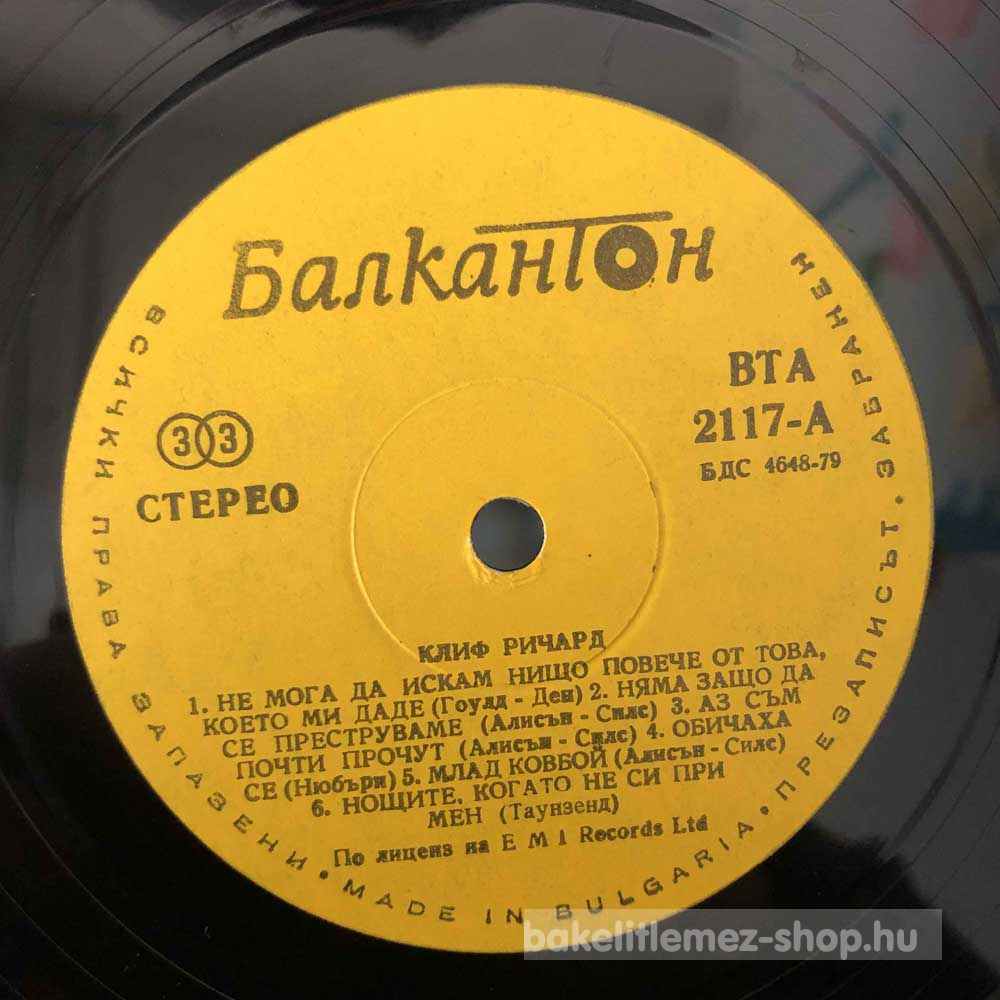 Балкантон
ВТА
2117-А
БДС 4648-79
33
СТЕРЕО
КЛИФ РИЧАРД
1. НЕ МОГА ДА ИСКАМ НИЩО ПОВЕЧЕ ОТ ТОВА,
КОЕТО МИ ДАДЕ (Гоулд - Ден) 2. НЯМА ЗАЩО ДА
СЕ ПРЕСТРУВАМЕ (Алисън - Силс) 3. АЗ СЪМ
ПОЧТИ ПРОЧУТ (Алисън - Силс) 4. ОБИЧАХА
СЕ (Нюбъри) 5. МЛАД КОВБОЙ (Алисън - Силс)
6. НОЩИТЕ, КОГАТО НЕ СИ ПРИ
МЕН (Таунзенд)
По лиценз на E M I Records Ltd
ВСИЧКИ ПРАВА ЗАПАЗЕНИ • MADE IN BULGARIA • ПРЕЗАПИСЪТ • ЗАБРАНЕН
bakelitlemez-shop.hu